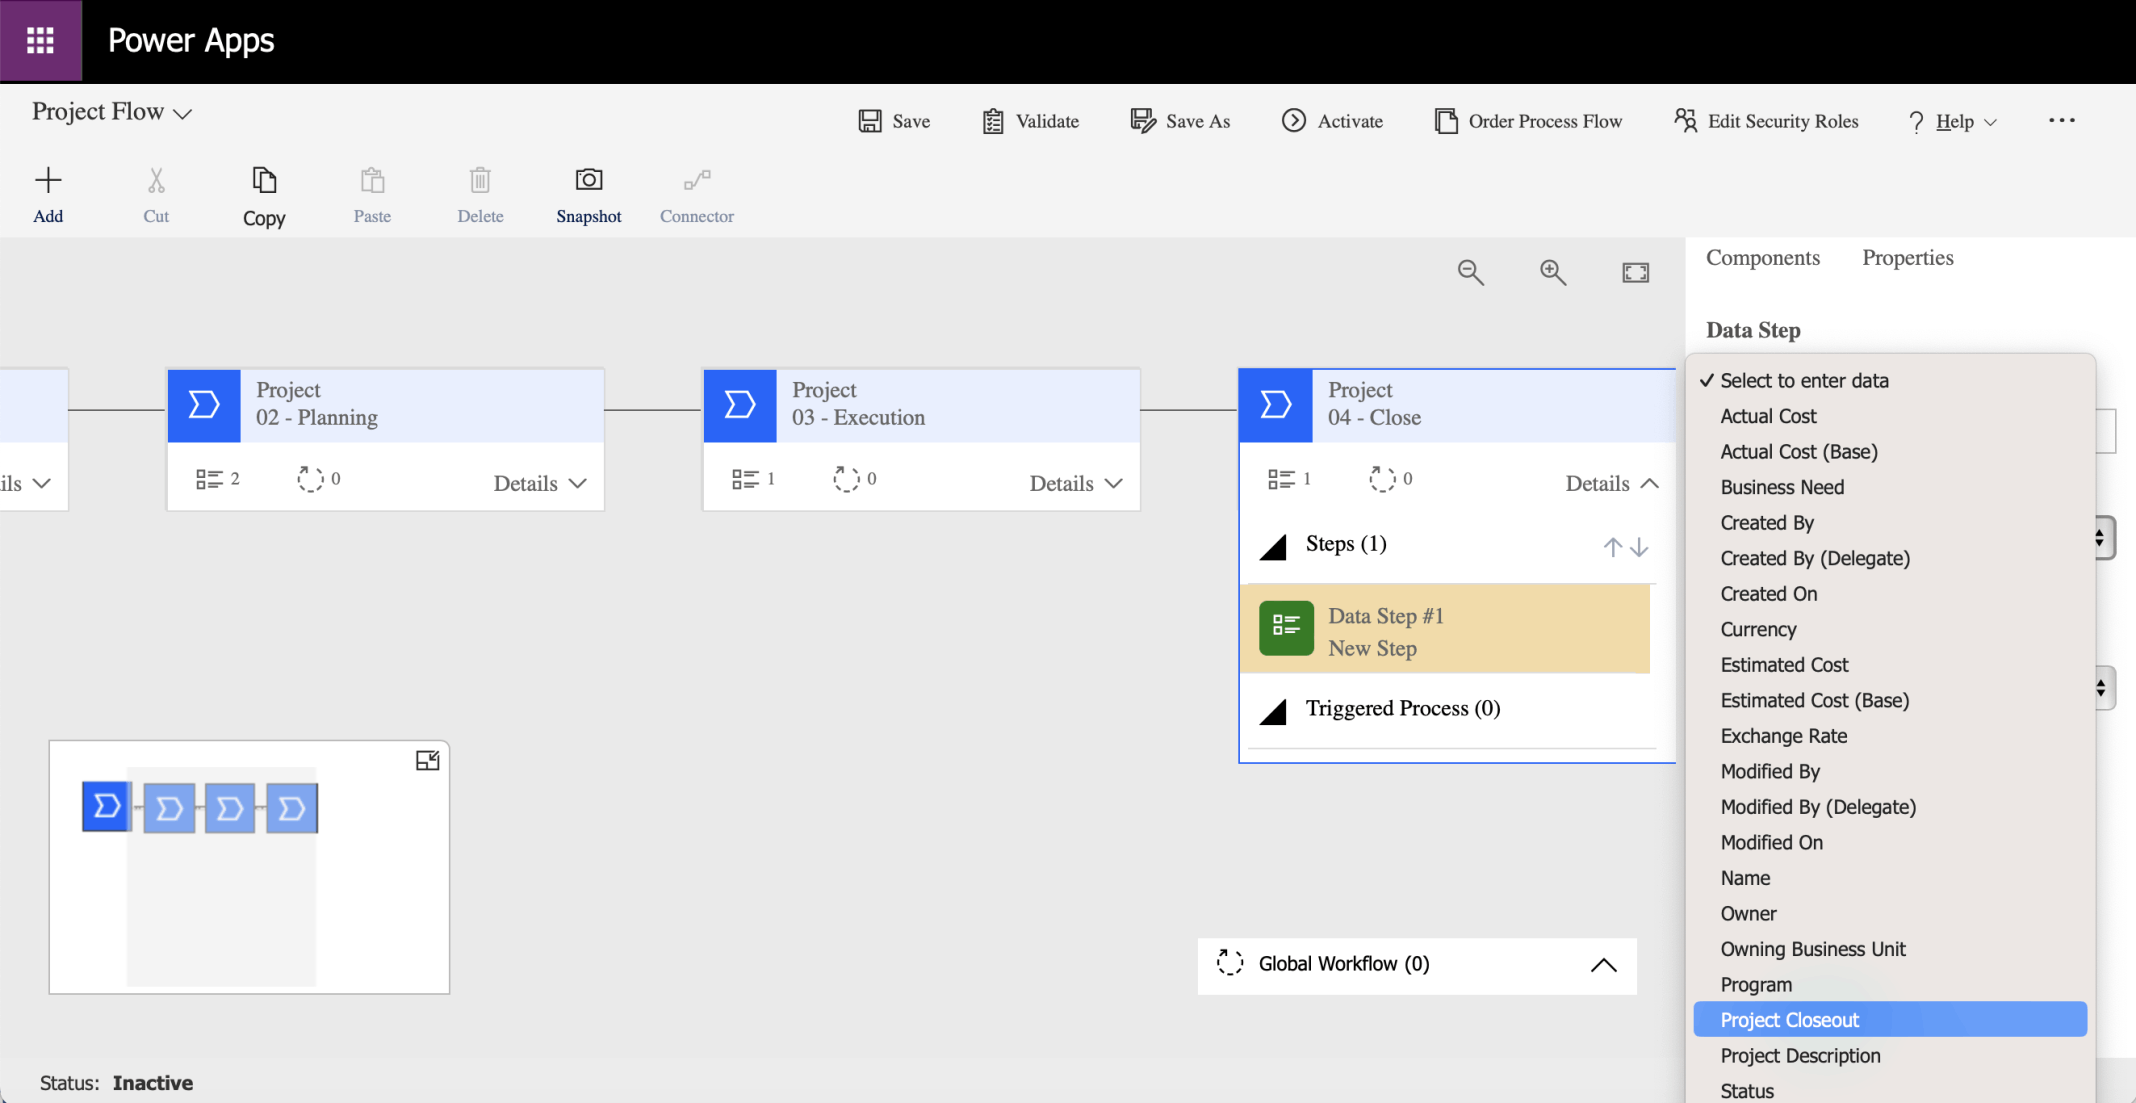 Power Apps
Project Flow
Save
Validate
Save As
Activate
Order Process Flow
Edit Security Roles
? Help
Add
Cut
Copy
Paste
Delete
Snapshot
Connector
Components
Properties
Data Step
ils
Project
02 - Planning
2
0
Details
Project
03 - Execution
1
0
Details
Project
04 - Close
1
0
Details
Steps (1)
Data Step #1
New Step
Triggered Process (0)
Global Workflow (0)
✓ Select to enter data
Actual Cost
Actual Cost (Base)
Business Need
Created By
Created By (Delegate)
Created On
Currency
Estimated Cost
Estimated Cost (Base)
Exchange Rate
Modified By
Modified By (Delegate)
Modified On
Name
Owner
Owning Business Unit
Program
Project Closeout
Project Description
Status
Status: Inactive